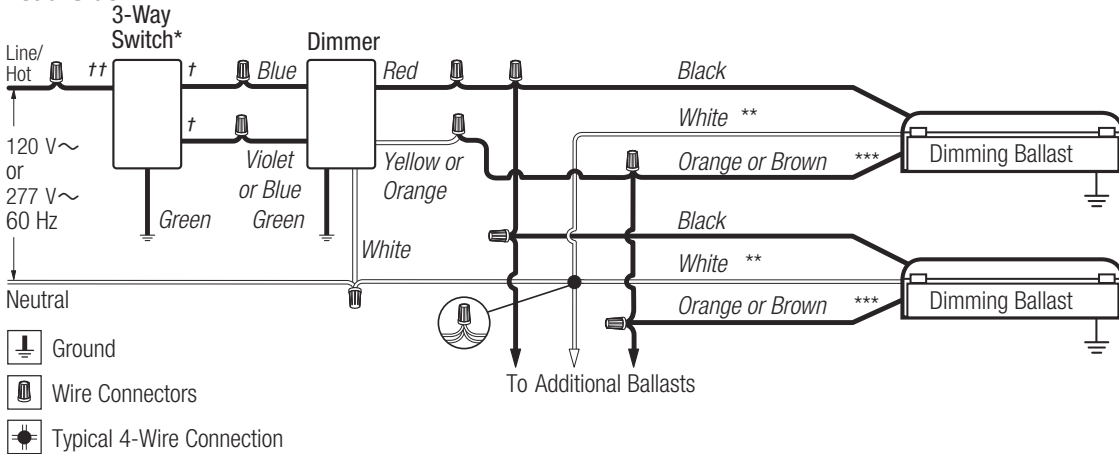 3-Way
Switch*
Dimmer
Line/
Hot
††
†
Blue
Red
Black
White **
†
Violet
or Blue
Yellow or
Orange
Orange or Brown ***
Dimming Ballast
120 V~
or
277 V~
60 Hz
Green
Green
White
Black
White **
Orange or Brown ***
Dimming Ballast
Neutral
Ground
To Additional Ballasts
Wire Connectors
Typical 4-Wire Connection